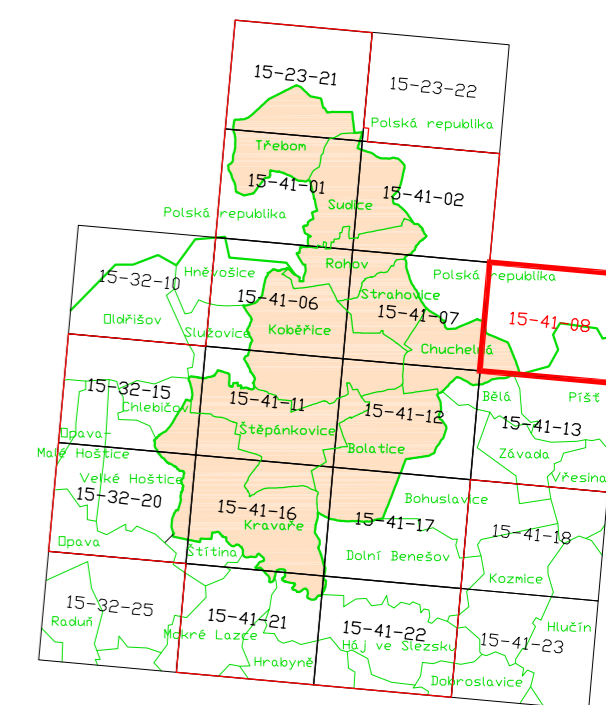 15-23-21
15-23-22
Polská republika
Třebom
15-41-01
15-41-02
Sudice
Polská republika
Rohov
Polská republika
Hněvošice
15-32-10
Strahovice
15-41-06
15-41-07
15-41-08
Oldřišov
Služovice
Kobeřice
Chuchelná
15-32-15
Bělá
Píšť
Chlebičov
15-41-11
15-41-12
15-41-13
Opava-
Štěpánkovice
Malé Hoštice
Bolatice
Závada
Velké Hoštice
Vřesina
15-32-20
Bohuslavice
15-41-16
Kravaře
15-41-17
15-41-18
Opava
Štítina
Dolní Benešov
Kozmice
15-32-25
Raduň
15-41-21
Hlučín
Mokré Lazce
15-41-22
Háj ve Slezsku
15-41-23
Hrabyně
Dobroslavice